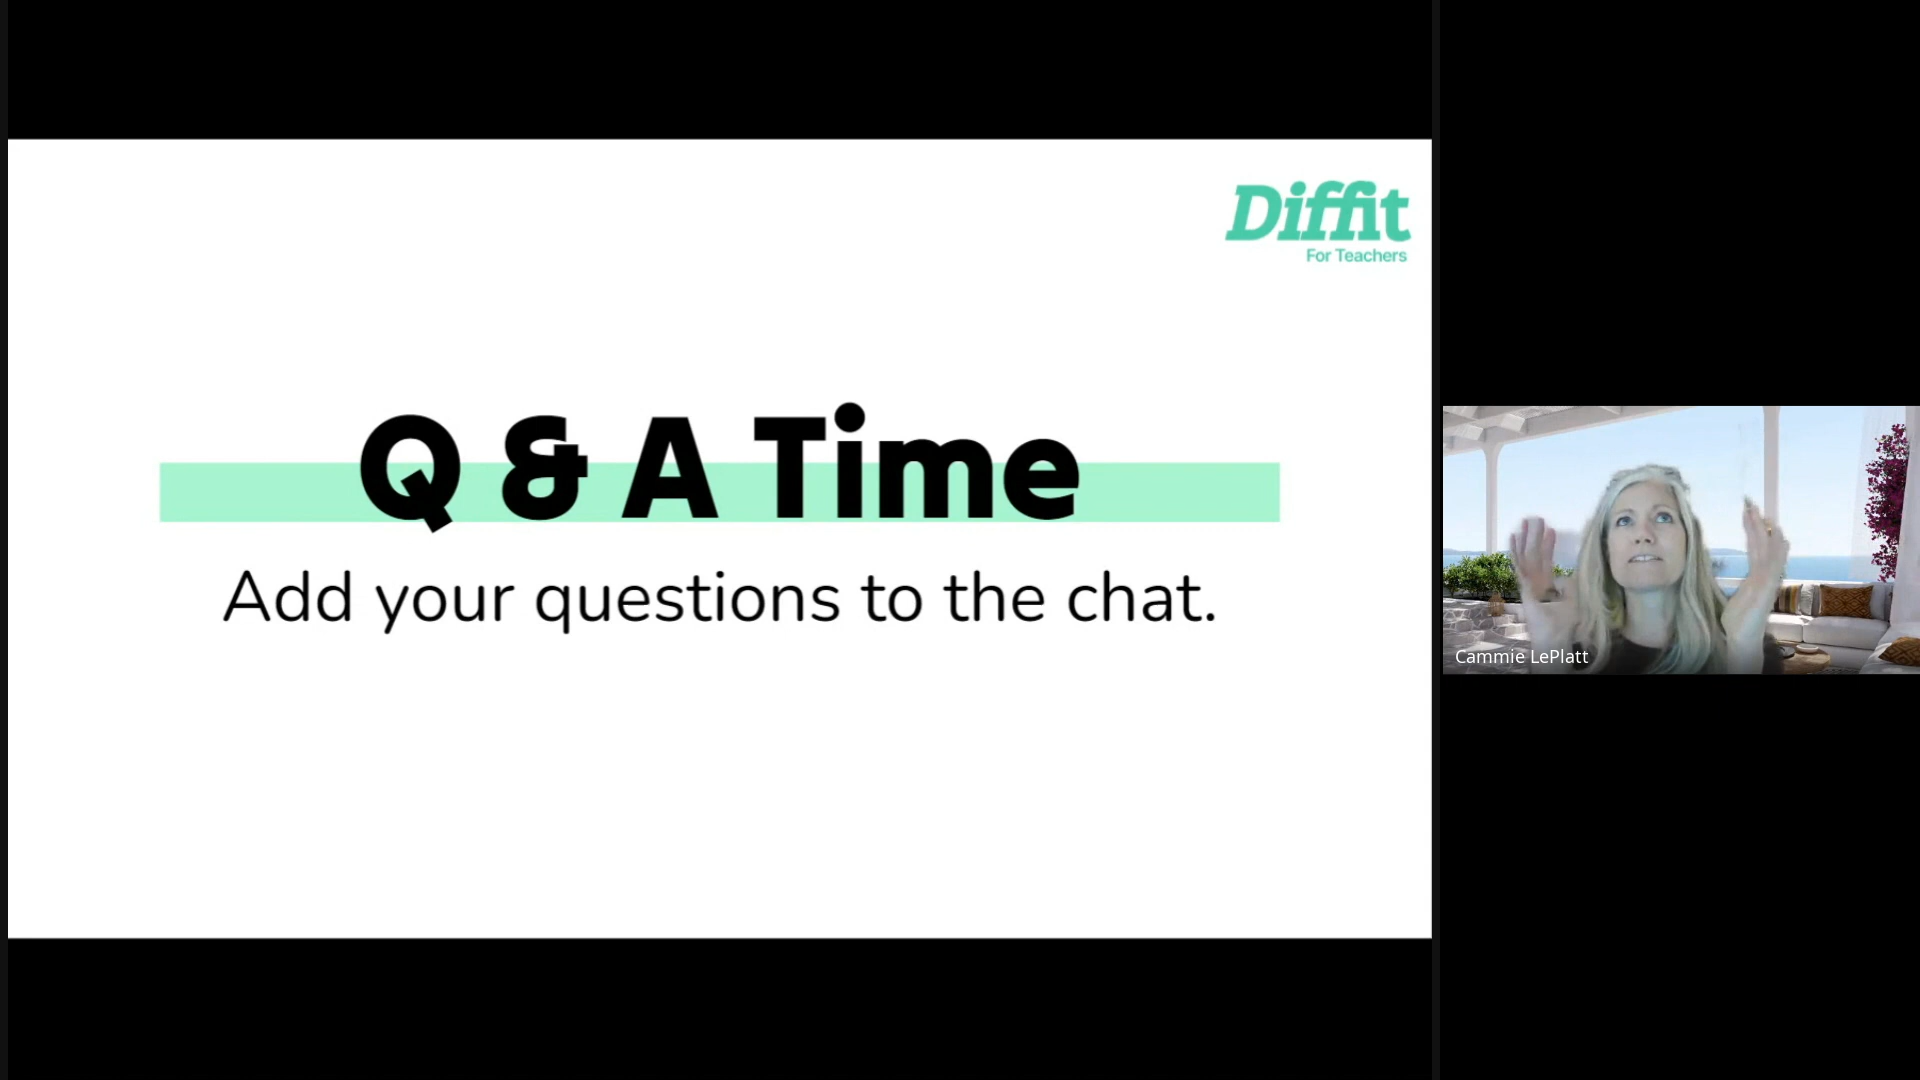 Diffit
For Teachers
Q & A Time
Add your questions to the chat.
Cammie LePlatt